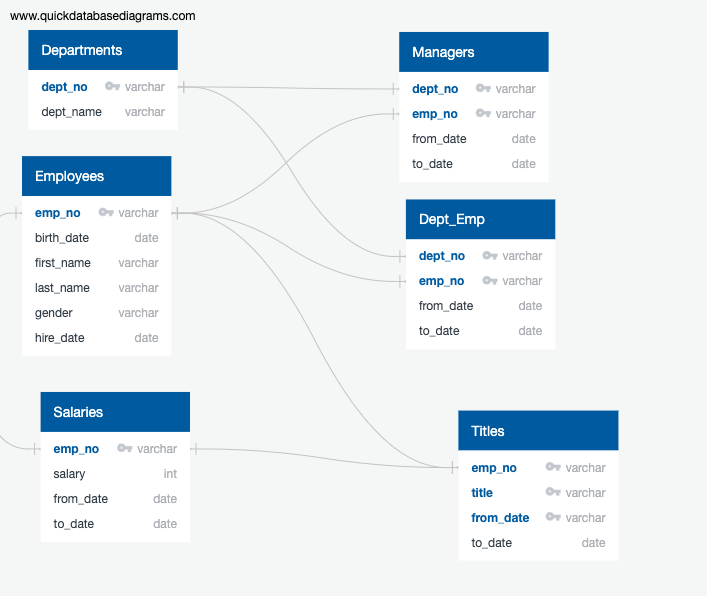 www.quickdatabasediagrams.com
Departments
dept_no varchar
dept_name varchar
Employees
emp_no varchar
birth_date date
first_name varchar
last_name varchar
gender varchar
hire_date date
Salaries
emp_no varchar
salary int
from_date date
to_date date
Managers
dept_no varchar
emp_no varchar
from_date date
to_date date
Dept_Emp
dept_no varchar
emp_no varchar
from_date date
to_date date
Titles
emp_no varchar
title varchar
from_date varchar
to_date date